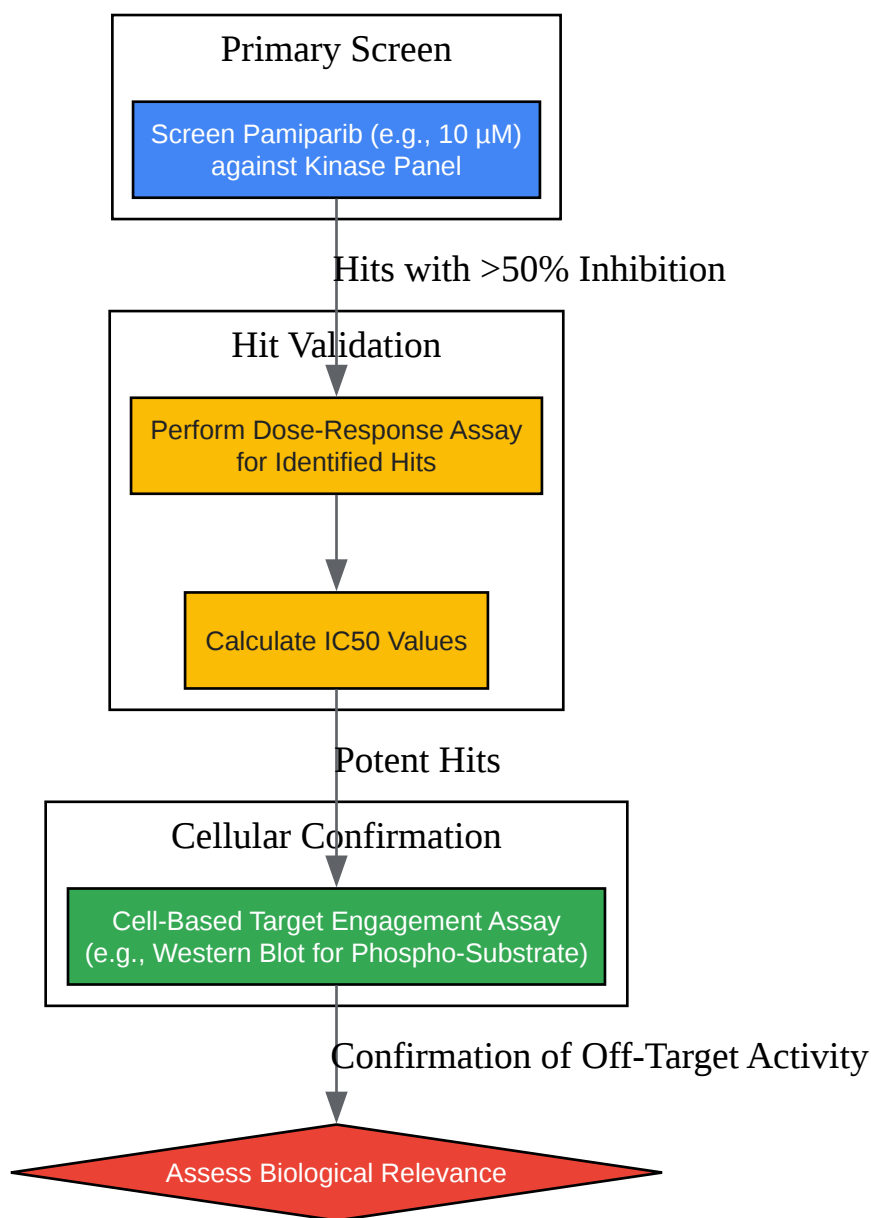 Primary Screen
Screen Pamiparib (e.g., 10 µM)
against Kinase Panel
Hits with >50% Inhibition
Hit Validation
Perform Dose-Response Assay
for Identified Hits
Calculate IC50 Values
Potent Hits
Cellular Confirmation
Cell-Based Target Engagement Assay
(e.g., Western Blot for Phospho-Substrate)
Confirmation of Off-Target Activity
Assess Biological Relevance